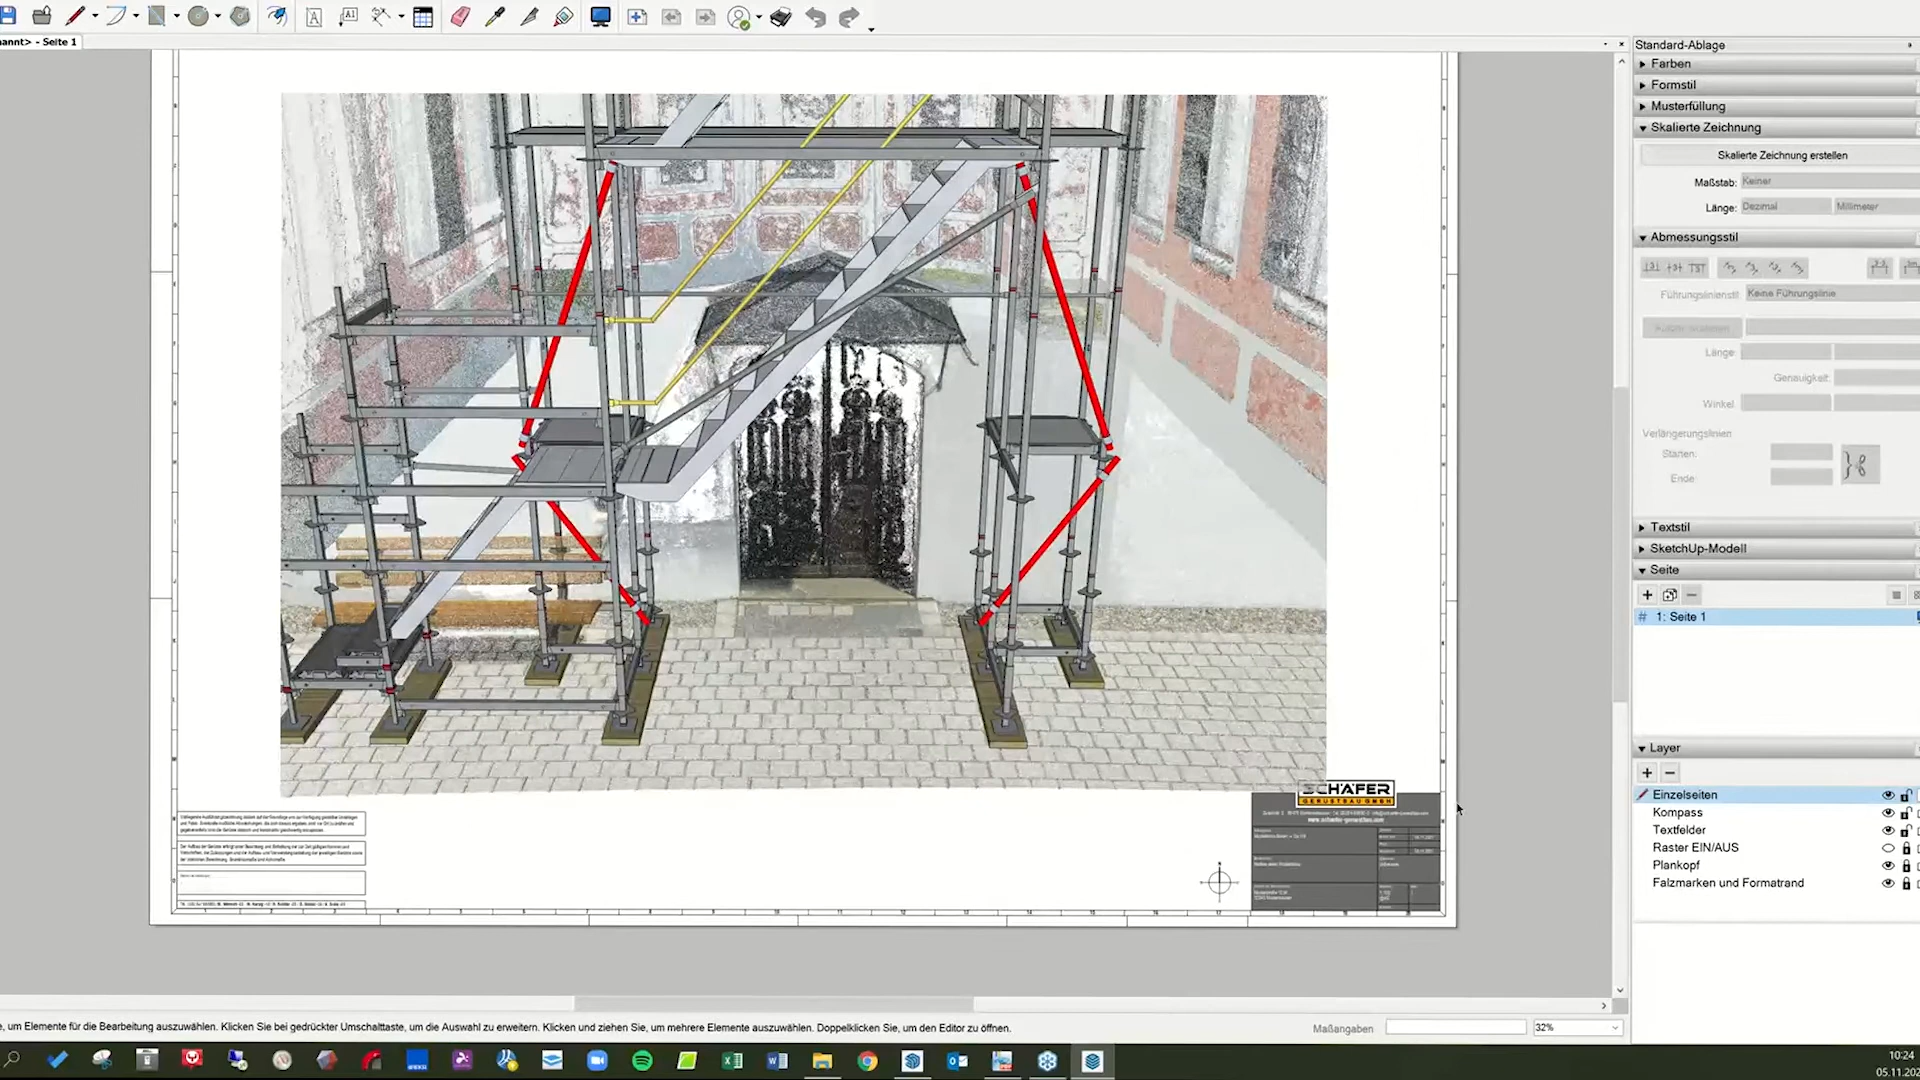 annt> - Seite 1
Standard-Ablage
Farben
Formstil
Musterfüllung
Skalierte Zeichnung
Skalierte Zeichnung erstellen
Maßstab: Keiner
Länge: Dezimal Millimeter
Abmessungsstil
Führungslinienstil Keine Führungslinie
Länge:
Genauigkeit:
Winkel:
Verlängerungslinien
Starten:
Ende:
Textstil
SketchUp-Modell
Seite
1: Seite 1
Layer
Einzelseiten
Kompass
Textfelder
Raster EIN/AUS
Plankopf
Falzmarken und Formatrand
SCHÄFER
GERÜSTBAU GMBH
www.schaefer-geruestbau.com
, um Elemente für die Bearbeitung auszuwählen. Klicken Sie bei gedrückter Umschalttaste, um die Auswahl zu erweitern. Klicken und ziehen Sie, um mehrere Elemente auszuwählen. Doppelklicken Sie, um den Editor zu öffnen.
Maßangaben
32%
10:24
05.11.202